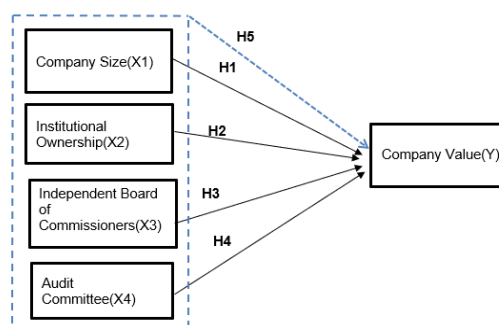 H5
Company Size(X1)
H1
Institutional
Ownership(X2)
H2
Company Value(Y)
Independent Board
of
Commissioners(X3)
H3
H4
Audit
Committee(X4)